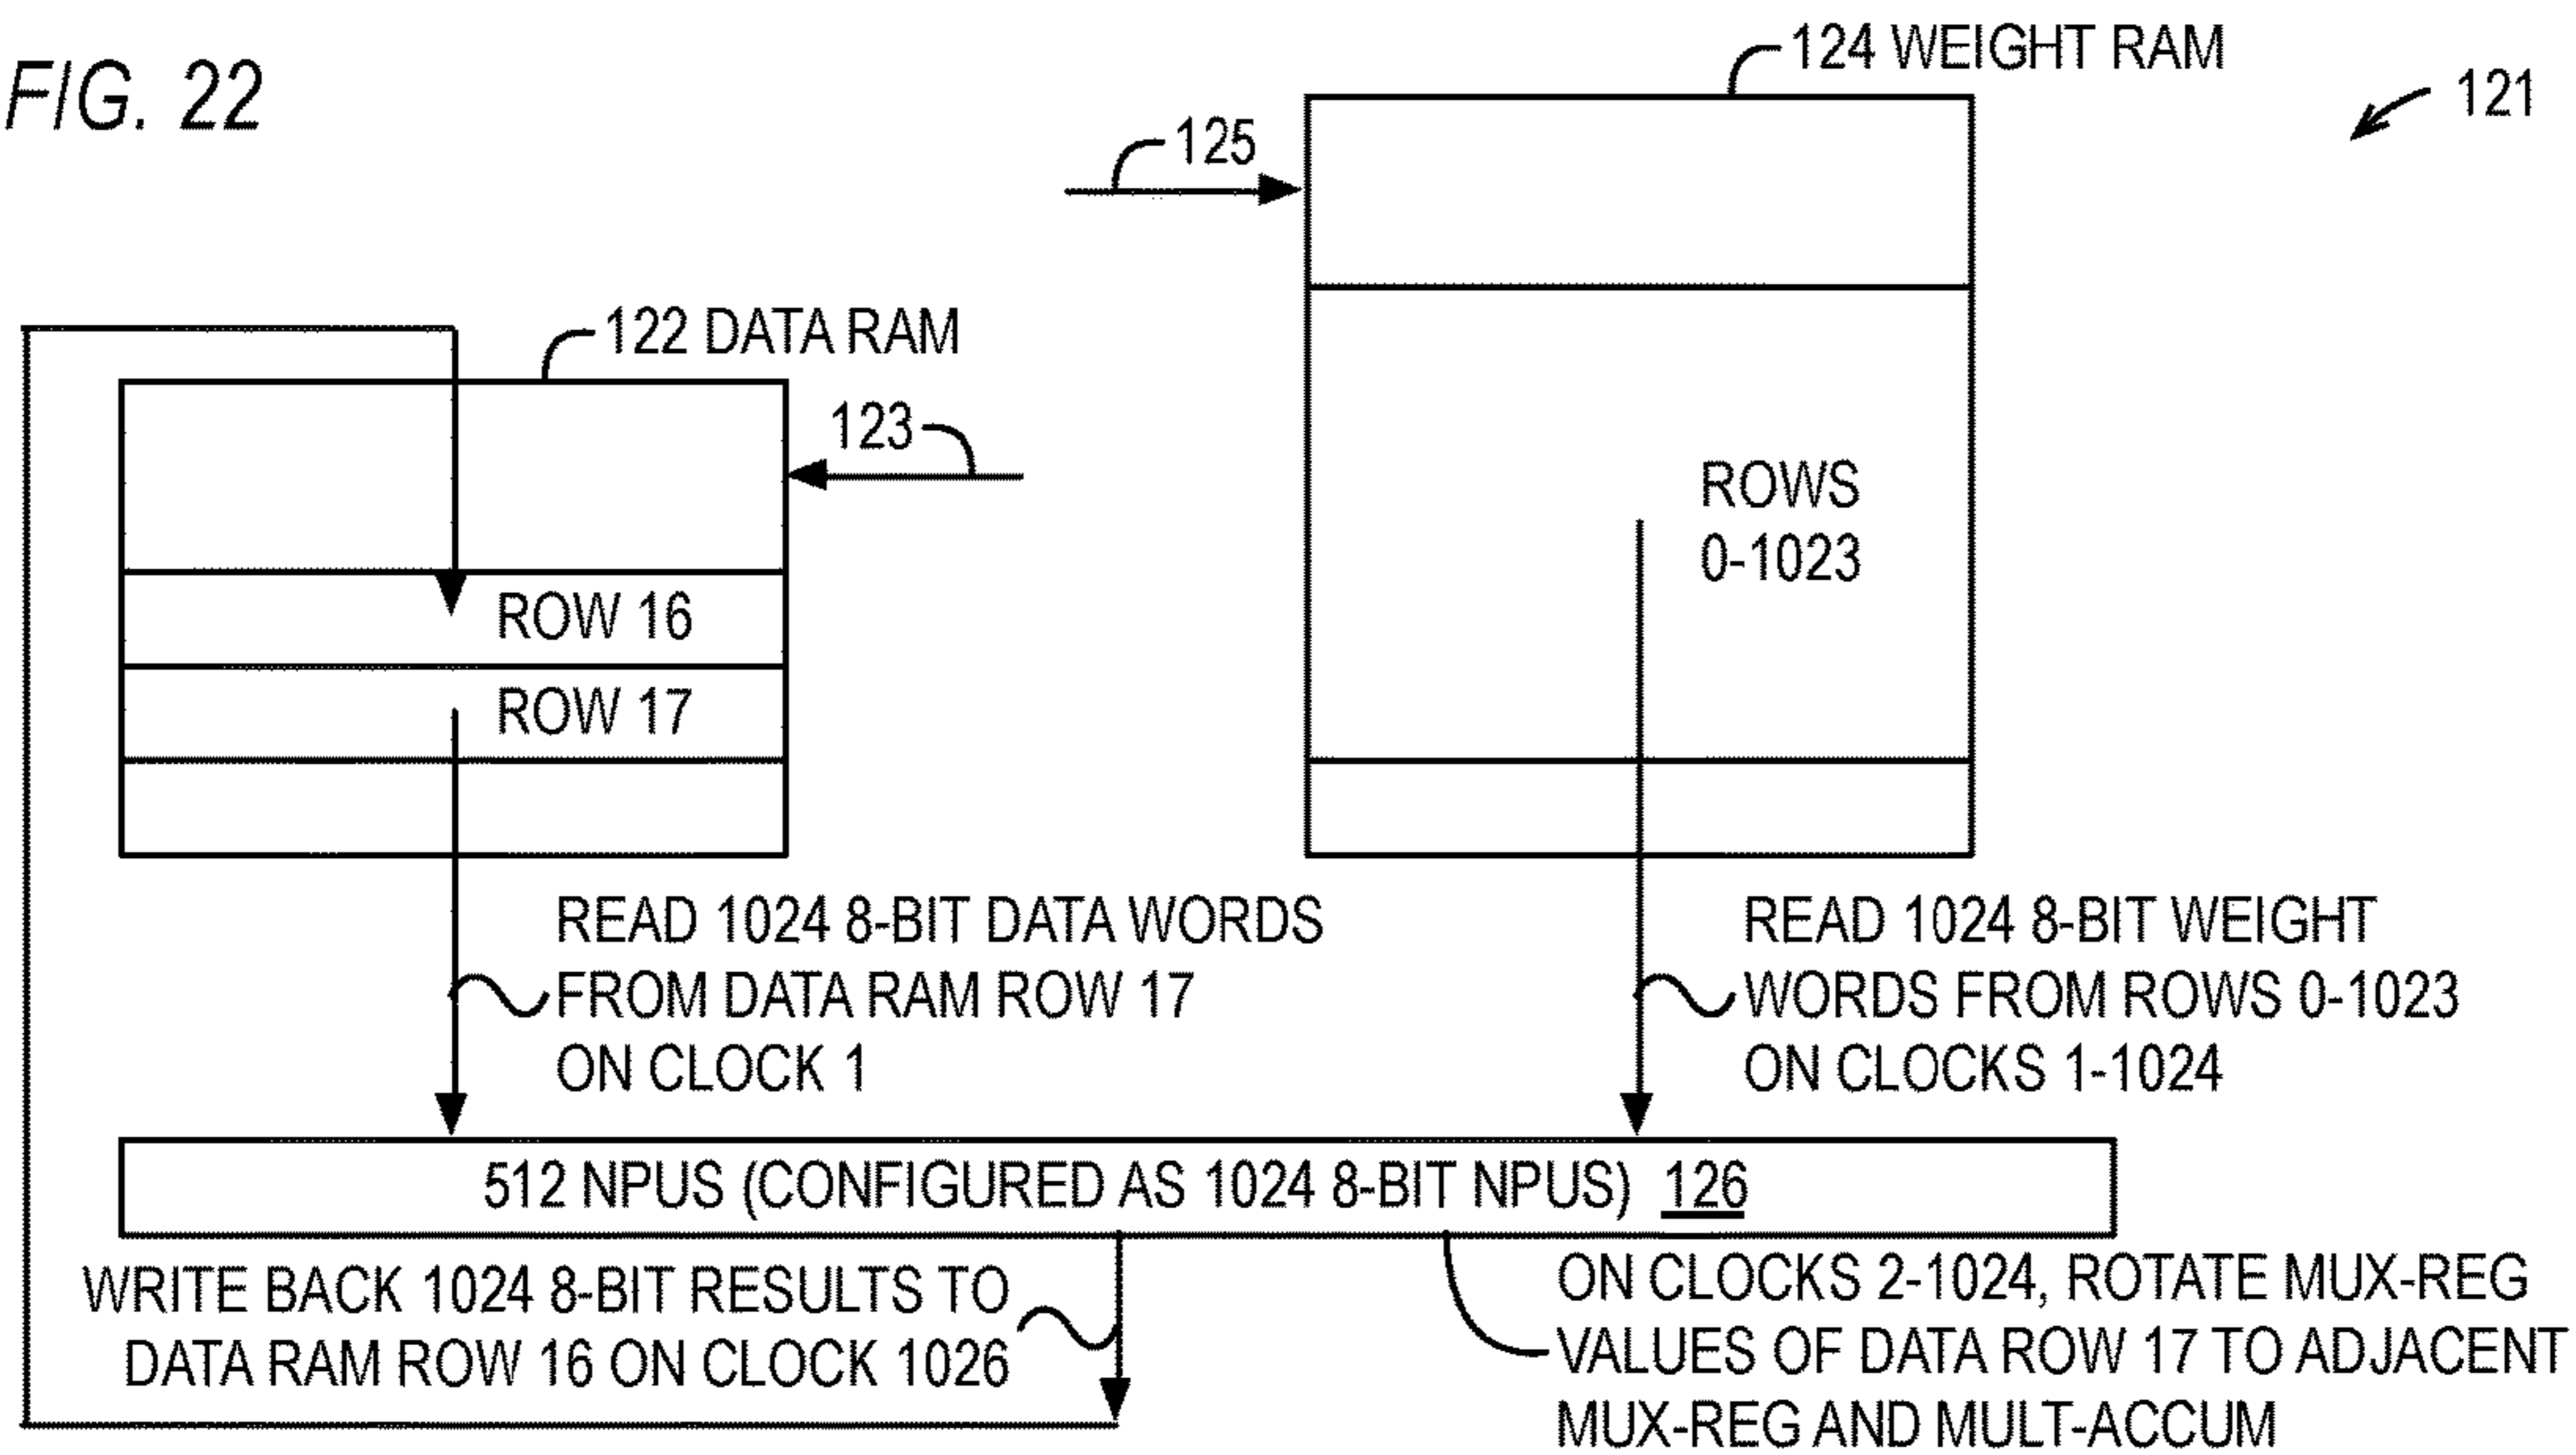 FIG. 22
124 WEIGHT RAM
121
125
122 DATA RAM
123
ROWS
0-1023
ROW 16
ROW 17
READ 1024 8-BIT DATA WORDS
FROM DATA RAM ROW 17
ON CLOCK 1
READ 1024 8-BIT WEIGHT
WORDS FROM ROWS 0-1023
ON CLOCKS 1-1024
512 NPUS (CONFIGURED AS 1024 8-BIT NPUS) 126
WRITE BACK 1024 8-BIT RESULTS TO
DATA RAM ROW 16 ON CLOCK 1026
ON CLOCKS 2-1024, ROTATE MUX-REG
VALUES OF DATA ROW 17 TO ADJACENT
MUX-REG AND MULT-ACCUM